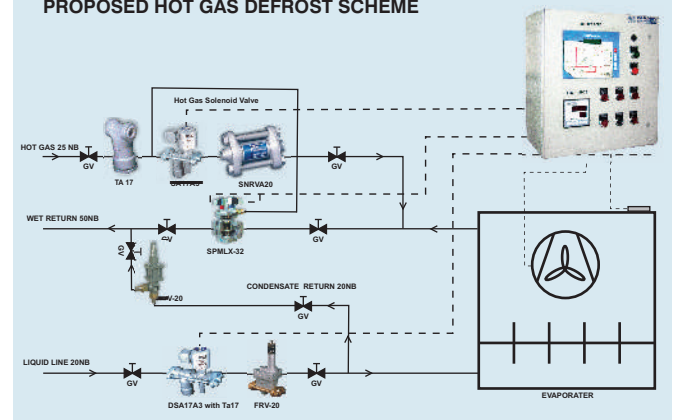 PROPOSED HOT GAS DEFROST SCHEME
Hot Gas Solenoid Valve
HOT GAS 25 NB
GV
TA 17
SNRVA20
GV
WET RETURN 50NB
GV
SPMLX-32
GV
GV
V-20
CONDENSATE RETURN 20NB
GV
LIQUID LINE 20NB
GV
DSA17A3 with Ta17
FRV-20
GV
EVAPORATER